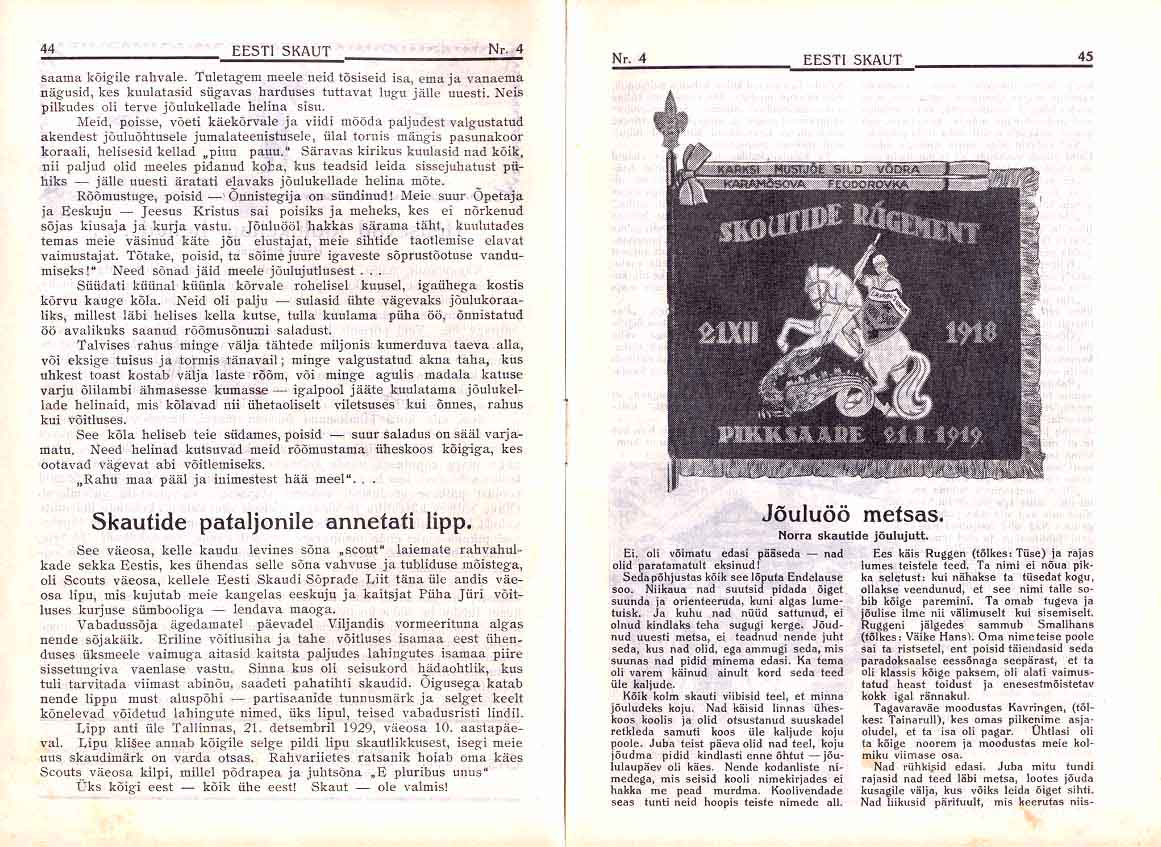 44 EESTI SKAUT Nr. 4
saama kõigile rahvale. Tuletagem meele neid tõsiseid isa, ema ja vanaema
nägusid, kes kuulatasid sügavas harduses tuttavat lugu jälle uuesti. Neis
pilkudes oli terve jõulukellade helina sisu.
Meid, poisse, võeti käekõrvale ja viidi mööda paljudest valgustatud
akendest jõuluõhtusele jumalateenistusele, ülal tornis mängis pasunakoor
koraali, helisesid kellad „pimm pamm.“ Säravas kirikus kuulasid nad kõik,
nii paljud olid meeles pidanud koha, kus teadsid leida sissejuhatust pü-
hiks — jälle uuesti äratati elavaks jõulukellade helina mõte.
Rõõmustuge, poisid — Õnnistegija on sündinud! Meie suur Õpetaja
ja Eeskuju — Jeesus Kristus sai poisiks ja meheks, kes ei nõrkenud
sõjas kiusaja ja kurja vastu. Jõuluööl hakkas särama täht, kuulutades
temas meie väsinud käte jõu elustajat, meie sihtide taotlemise elavat
vaimustajat. Tõtake, poisid, ta sõime juure igaveste sõprustõotuse vandu-
miseks!“ Need sõnad jäid meele jõulujutlusest . . .
Süüdati küünal küünla kõrvale rohelisel kuusel, igaühega kostis
kõrvu kauge kõla. Neid oli palju — sulasid ühte vägevaks jõulukoraa-
liks, millest läbi helises kella kutse, tulla kuulama püha öö, õnnistatud
öö avalikuks saanud rõõmusõnumi saladust.
Talvises rahus minge välja tähtede miljonis kumerduva taeva alla,
või eksige tuisus ja tormis tänavail; minge valgustatud akna taha, kus
uhkest toast kostab välja laste rõõm, või minge agulis madala katuse
varju õlilambi ähmasesse kumasse — igalpool jääte kuulatama jõulukel-
lade helinaid, mis kõlavad nii ühetaoliselt viletsuses kui õnnes, rahus
kui võitluses.
See kõla heliseb teie südames, poisid — suur saladus on sääl varja-
matu. Need helinad kutsuvad meid rõõmustama üheskoos kõigiga, kes
ootavad vägevat abi võitlemiseks.
„Rahu maa pääl ja inimestest hää meel“. . .
Skautide pataljonile annetati lipp.
See väeosa, kelle kaudu levines sõna „scout“ laiemate rahvahul-
kade sekka Eestis, kes ühendas selle sõna vahvuse ja tubliduse mõistega,
oli Scouts väeosa, kellele Eesti Skaudi Sõprade Liit täna üle andis väe-
osa lipu, mis kujutab meie kangelas eeskuju ja kaitsjat Püha Jüri võit-
luses kurjuse sümbooliga — lendava maoga.
Vabadussõja ägedamatel päevadel Viljandis vormeerituna algas
nende sõjakäik. Eriline võitlusiha ja tahe võitluses isamaa eest ühen-
duses üksmeele vaimuga aitasid kaitsta paljudes lahingutes isamaa piire
sissetungiva vaenlase vastu. Sinna kus oli seisukord hädaohtlik, kus
tuli tarvitada viimast abinõu, saadeti pahatihti skaudid. Õigusega katab
nende lippu must aluspõhi — partisaanide tunnusmärk ja selget keelt
kõnelevad võidetud lahingute nimed, üks lipul, teised vabadusristi lindil.
Lipp anti üle Tallinnas, 21. detsembril 1929, väeosa 10. aastapäe-
val. Lipu klišee annab kõigile selge pildi lipu skautlikkusest, isegi meie
uus skaudimärk on varda otsas. Rahvariietes ratsanik hoiab oma käes
Scouts väeosa kilpi, millel põdrapea ja juhtsõna „E pluribus unus“
Üks kõigi eest — kõik ühe eest! Skaut — ole valmis!
Nr. 4 EESTI SKAUT 45
KARKSI MUSTJÕE SILD VÕDRA
KARAMÕSOVA FEODOROVKA
SKOUTIDE RÜGEMENT
21 XII 1918
PIKKSAARE 21.I.1919.
Jõuluöö metsas.
Norra skautide jõulujutt.
Ei, oli võimatu edasi pääseda — nad
olid paratamatult eksinud!
Seda põhjustas kõik see lõputa Endelause
soo. Niikaua nad suutsid pidada õiget
suunda ja orienteeruda, kuni algas lume-
tuisk. Ja kuhu nad nüüd sattunud, ei
olnud kindlaks teha sugugi kerge. Jõud-
nud uuesti metsa, ei teadnud nende juht
seda, kus nad olid, ega ammugi seda, mis
suunas nad pidid minema edasi. Ka tema
oli varem käinud ainult kord seda teed
üle kaljude.
Kõik kolm skauti viibisid teel, et minna
jõuludeks koju. Nad käisid linnas ühes-
koos koolis ja olid otsustanud suuskadel
retkleda samuti koos üle kaljude koju
poole. Juba teist päeva olid nad teel, koju
jõudma pidid kindlasti enne õhtut — jõu-
lulaupäev oli käes. Nende kodanliste ni-
medega, mis seisid kooli nimekirjades ei
hakka me pead murdma. Koolivendade
seas tunti neid hoopis teiste nimede all.
Ees käis Ruggen (tõlkes: Tüse) ja rajas
lumes teistele teed. Ta nimi ei nõua pik-
ka seletust: kui nähakse ta tüsedat kogu,
ollakse veendunud, et see nimi talle so-
bib kõige paremini. Ta omab tugeva ja
jõulise ilme nii välimuselt kui sisemiselt.
Ruggeni jälgedes sammub Smallhans
(tõlkes: Väike Hans). Oma nime teise poole
sai ta ristsetel, ent poisid täiendasid seda
paradoksaalse eessõnaga seepärast, et ta
oli klassis kõige paksem, oli alati vaimus-
tatud heast toidust ja enesestmõistetav
kokk igal rännakul.
Tagavaraväe moodustas Kavringen, (tõl-
kes: Tainarull), kes omas pilkenime asja-
oludel, et ta isa oli pagar. Ühtlasi oli
ta kõige noorem ja moodustas meie kol-
miku viimase osa.
Nad rühkisid edasi. Juba mitu tundi
rajasid nad teed läbi metsa, lootes jõuda
kusagile välja, kus võiks leida õiget sihti.
Nad liikusid pärituult, mis keerutas niis-